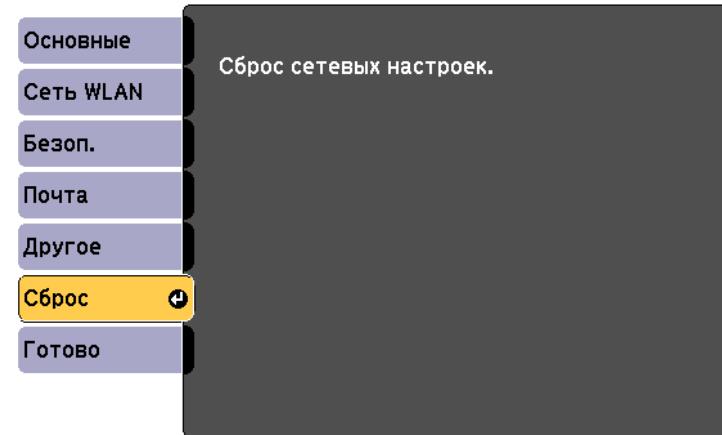 Основные
Сеть WLAN
Безоп.
Почта
Другое
Сброс
Готово
Сброс сетевых настроек.